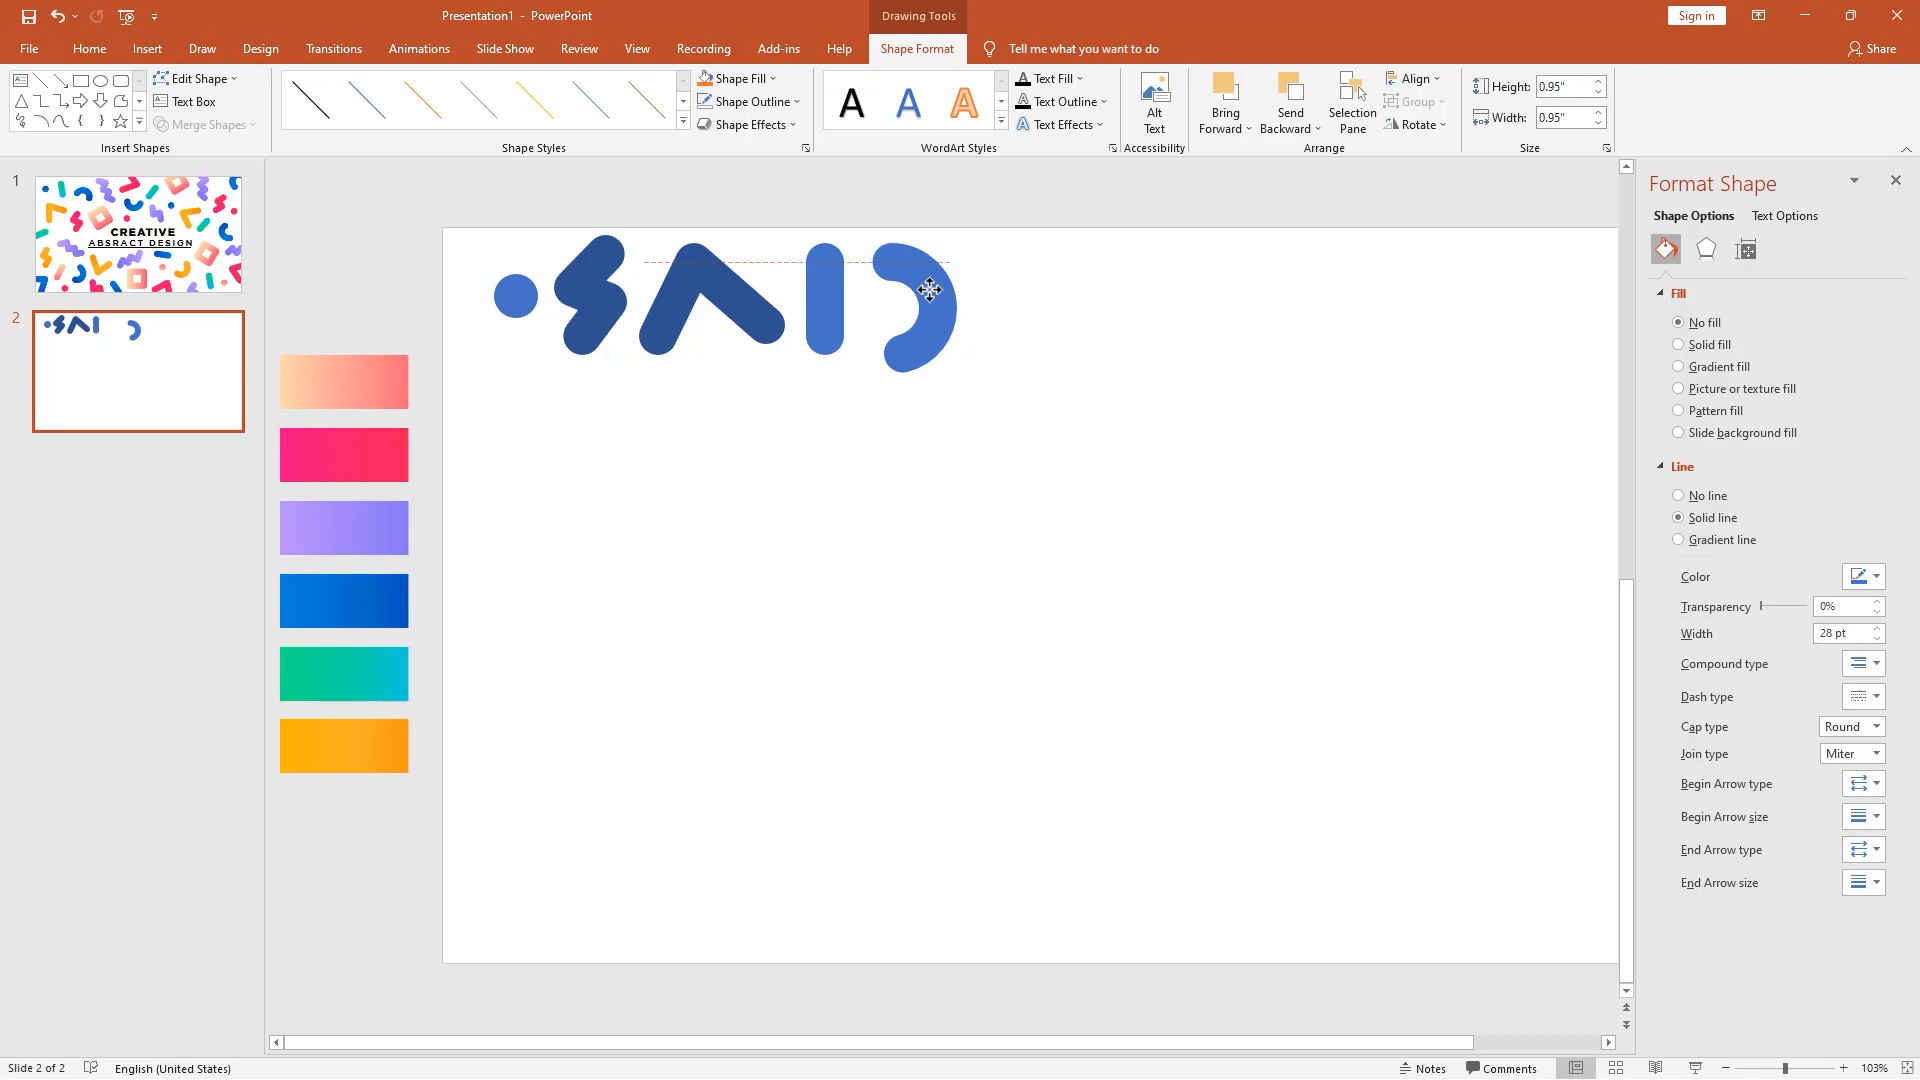 Presentation1 - PowerPoint
Drawing Tools
Sign in
File
Home
Insert
Draw
Design
Transitions
Animations
Slide Show
Review
View
Recording
Add-ins
Help
Shape Format
Tell me what you want to do
Share
Edit Shape
Text Box
Merge Shapes
Insert Shapes
Shape Fill
Shape Outline
Shape Effects
Shape Styles
A A A
Text Fill
Text Outline
Text Effects
WordArt Styles
Alt
Text
Accessibility
Bring
Forward
Send
Backward
Selection
Pane
Align
Group
Rotate
Arrange
Height: 0.95"
Width: 0.95"
Size
1
CREATIVE
ABSRACT DESIGN
2
Format Shape
Shape Options
Text Options
Fill
No fill
Solid fill
Gradient fill
Picture or texture fill
Pattern fill
Slide background fill
Line
No line
Solid line
Gradient line
Color
Transparency 0%
Width 28 pt
Compound type
Dash type
Cap type Round
Join type Miter
Begin Arrow type
Begin Arrow size
End Arrow type
End Arrow size
Slide 2 of 2
English (United States)
Notes
Comments
103%